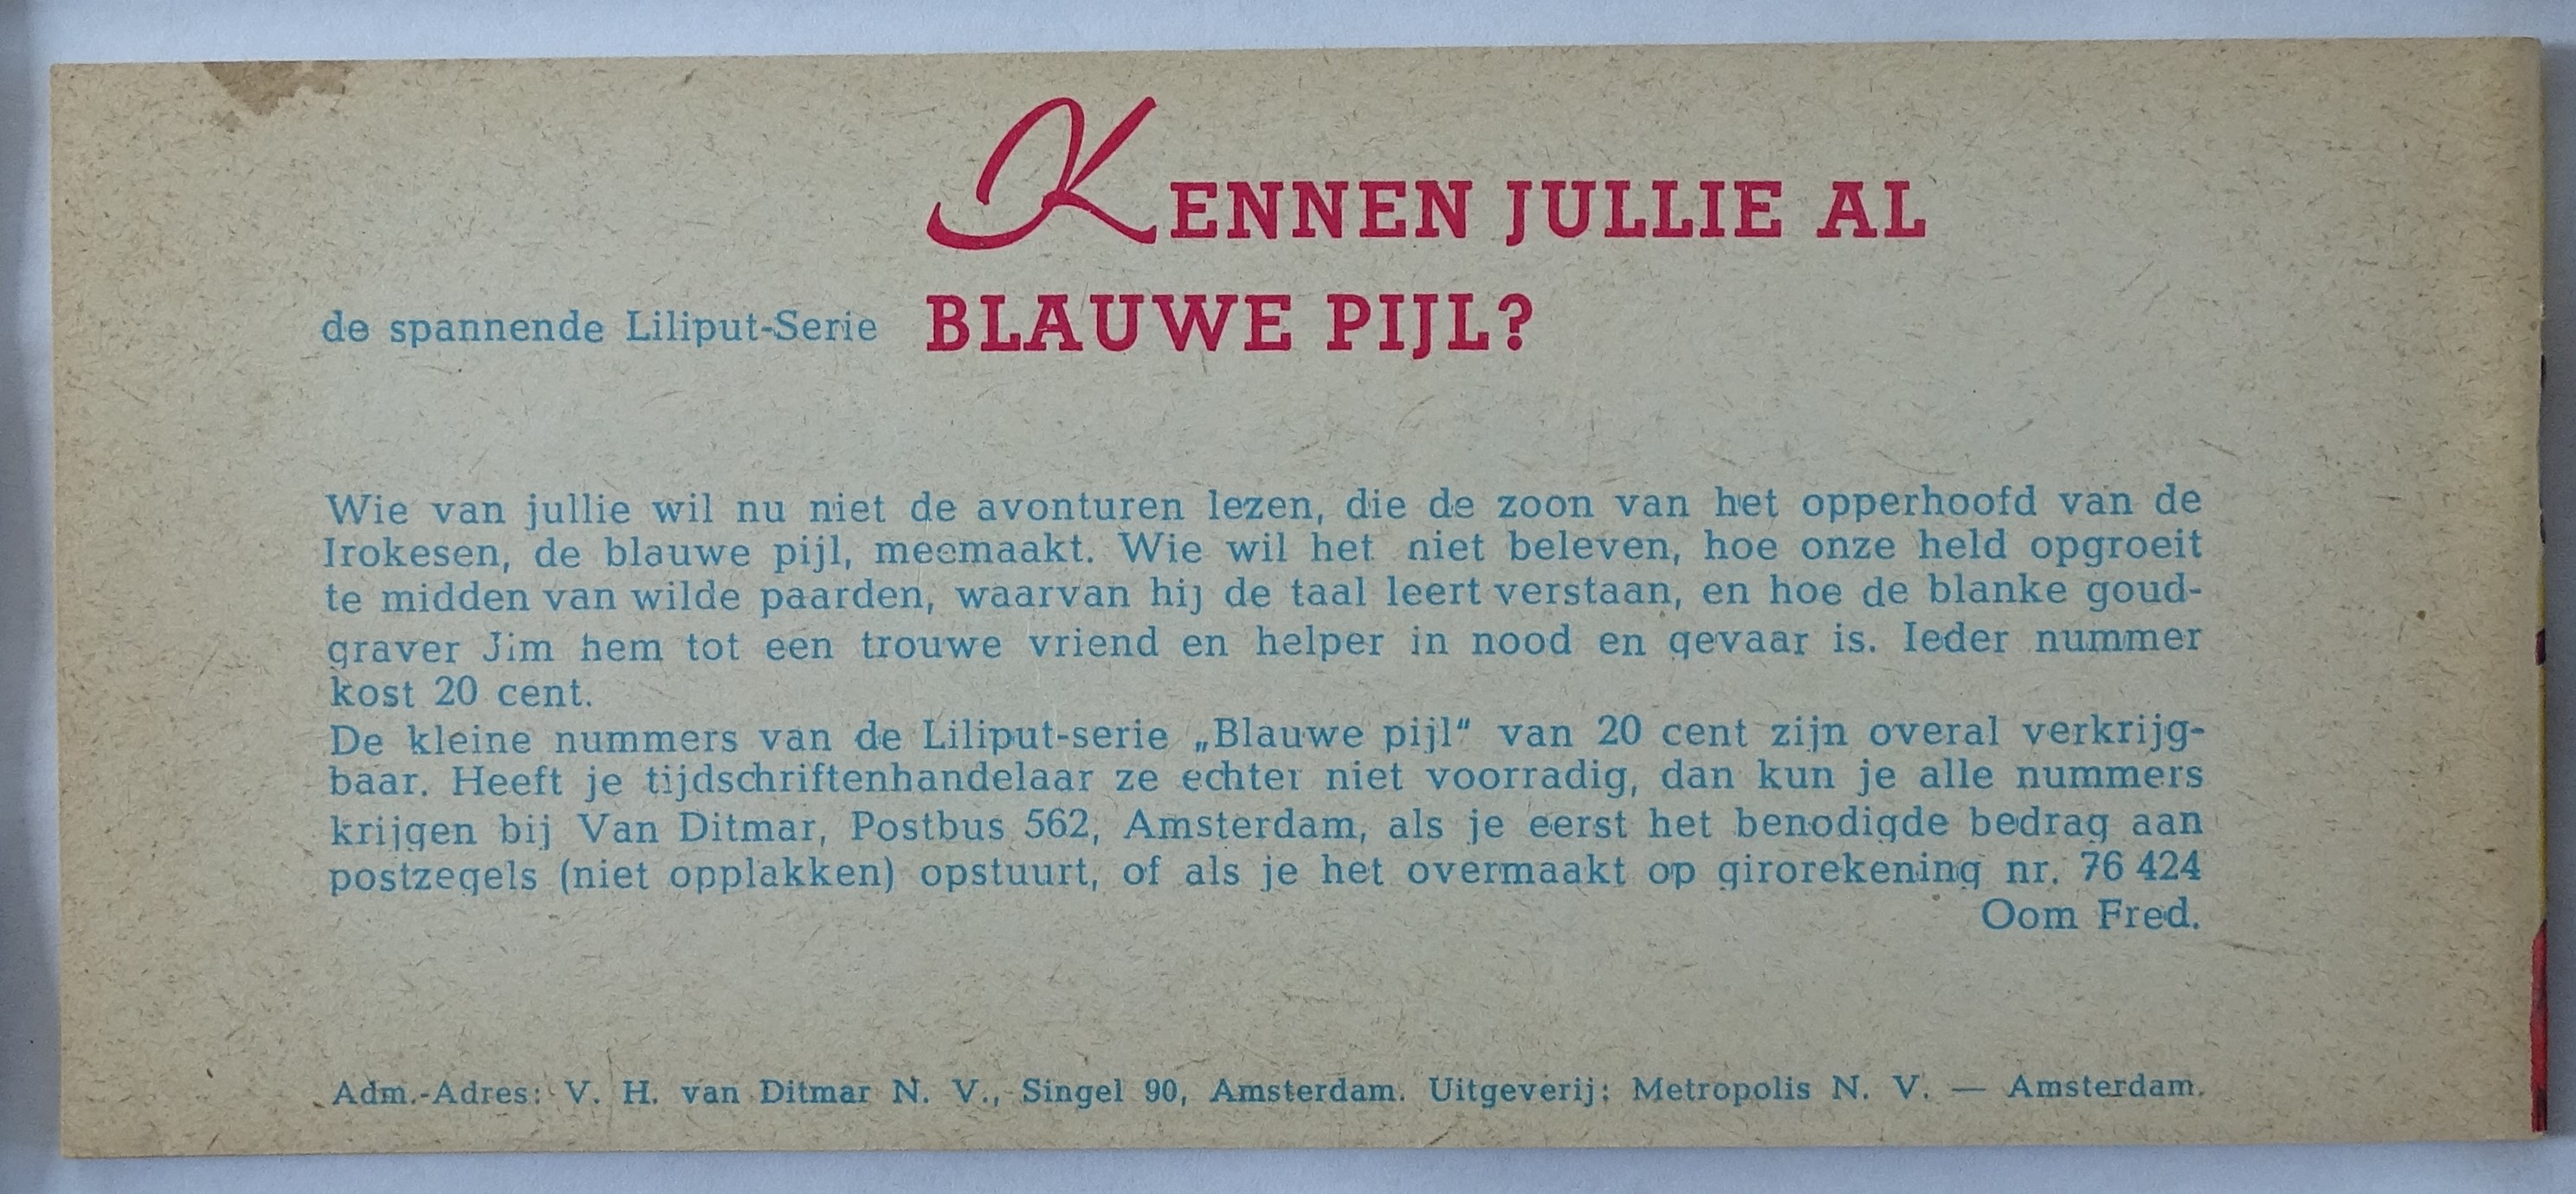 KENNEN JULLIE AL
de spannende Liliput-Serie BLAUWE PIJL?
Wie van jullie wil nu niet de avonturen lezen, die de zoon van het opperhoofd van de
Irokesen, de blauwe pijl, meemaakt. Wie wil het niet beleven, hoe onze held opgroeit
te midden van wilde paarden, waarvan hij de taal leert verstaan, en hoe de blanke goud-
graver Jim hem tot een trouwe vriend en helper in nood en gevaar is. Ieder nummer
kost 20 cent.
De kleine nummers van de Liliput-serie „Blauwe pijl“ van 20 cent zijn overal verkrijg-
baar. Heeft je tijdschriftenhandelaar ze echter niet voorradig, dan kun je alle nummers
krijgen bij Van Ditmar, Postbus 562, Amsterdam, als je eerst het benodigde bedrag aan
postzegels (niet opplakken) opstuurt, of als je het overmaakt op girorekening nr. 76 424
Oom Fred.
Adm.-Adres: V. H. van Ditmar N. V., Singel 90, Amsterdam. Uitgeverij: Metropolis N. V. — Amsterdam.